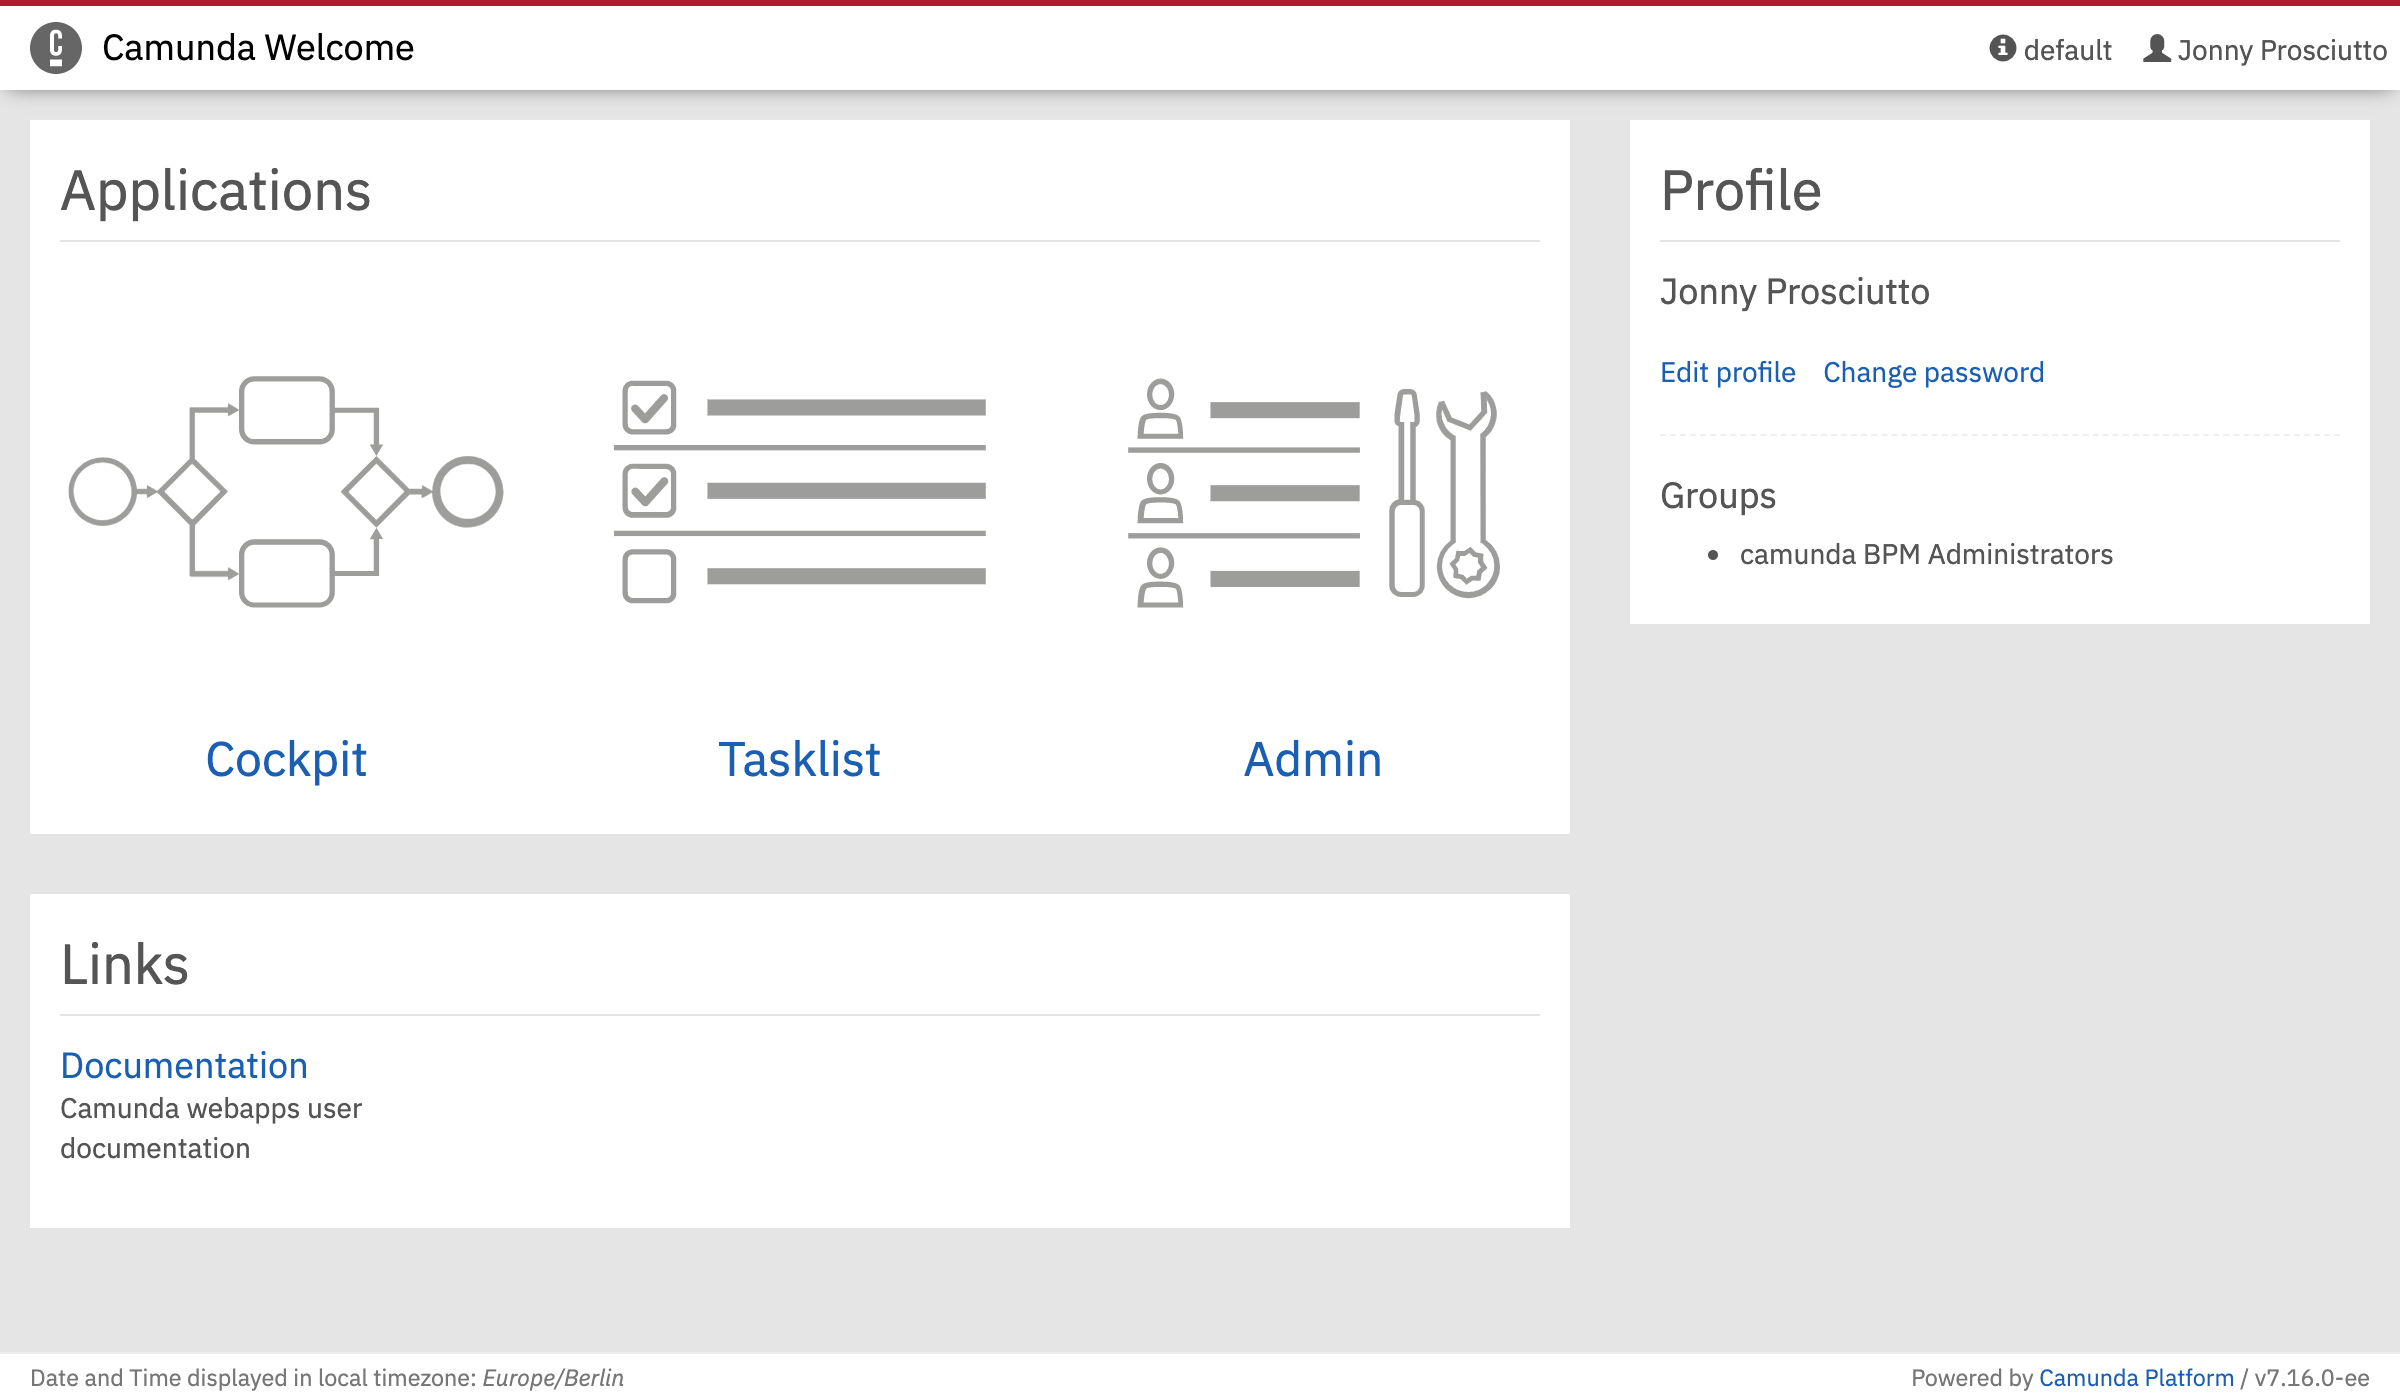 Camunda Welcome
default
Jonny Prosciutto
Applications
Cockpit
Tasklist
Admin
Profile
Jonny Prosciutto
Edit profile Change password
Groups
• camunda BPM Administrators
Links
Documentation
Camunda webapps user
documentation
Date and Time displayed in local timezone: Europe/Berlin
Powered by Camunda Platform / v7.16.0-ee